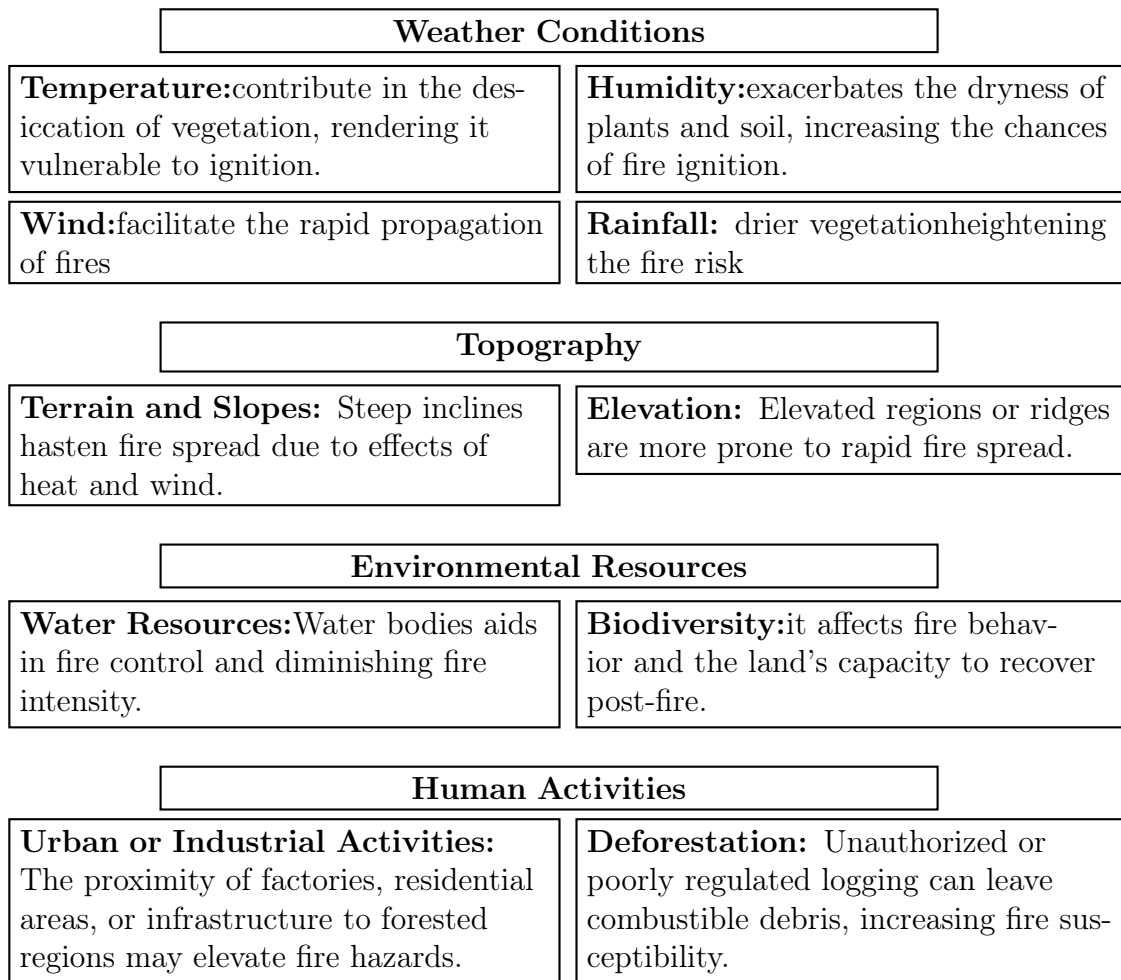 Weather Conditions
Temperature:contribute in the des-
iccation of vegetation, rendering it
vulnerable to ignition.
Humidity:exacerbates the dryness of
plants and soil, increasing the chances
of fire ignition.
Wind:facilitate the rapid propagation
of fires
Rainfall: drier vegetationheightening
the fire risk
Topography
Terrain and Slopes: Steep inclines
hasten fire spread due to effects of
heat and wind.
Elevation: Elevated regions or ridges
are more prone to rapid fire spread.
Environmental Resources
Water Resources:Water bodies aids
in fire control and diminishing fire
intensity.
Biodiversity:it affects fire behav-
ior and the land's capacity to recover
post-fire.
Human Activities
Urban or Industrial Activities:
The proximity of factories, residential
areas, or infrastructure to forested
regions may elevate fire hazards.
Deforestation: Unauthorized or
poorly regulated logging can leave
combustible debris, increasing fire sus-
ceptibility.